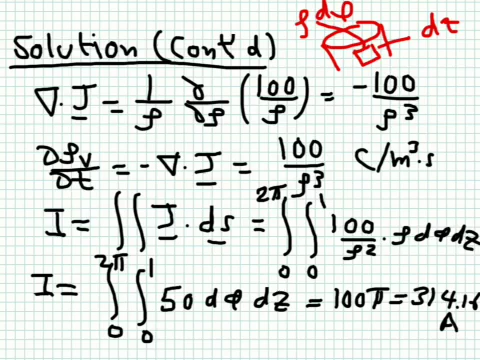 ρdφ dz
Solution (Cont'd)
∇·J = 1/ρ ∂/∂ρ (100/ρ) = -100/ρ³
∂ρv/∂t = -∇·J = 100/ρ³ C/m³·s
I = ∬ J·ds = ∫₀^2π ∫₀^1 100/ρ² · ρ dφ dz
I = ∫₀^2π ∫₀^1 50 dφ dz = 100π = 314.16 A